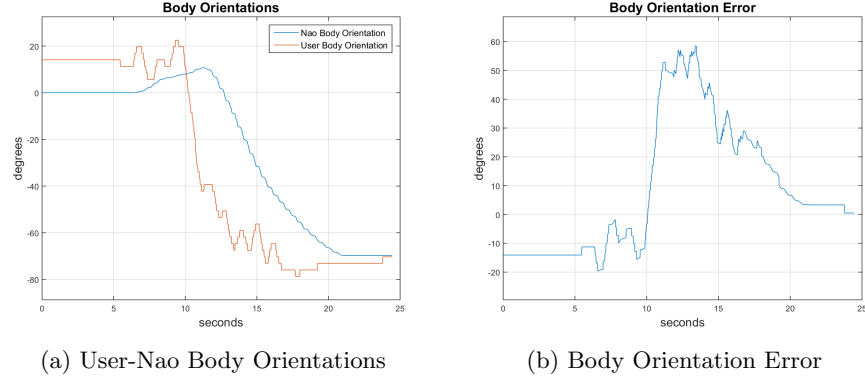 Body Orientations
Nao Body Orientation
User Body Orientation
20
0
-20
-40
-60
-80
degrees
0
5
10
15
20
25
seconds
(a) User-Nao Body Orientations
Body Orientation Error
60
50
40
30
20
10
0
-10
-20
degrees
0
5
10
15
20
25
seconds
(b) Body Orientation Error